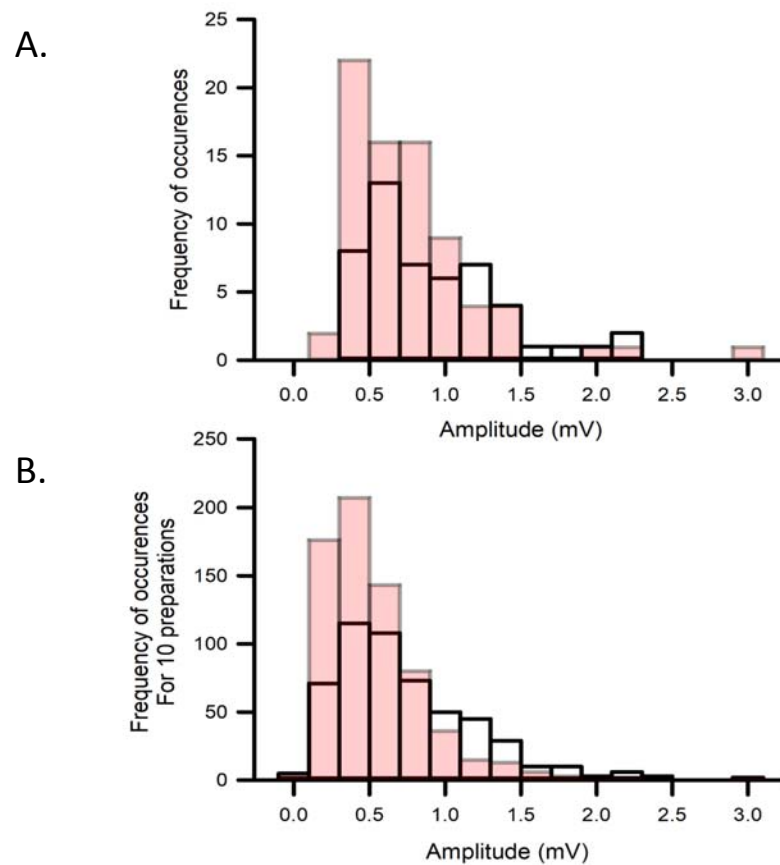 A.
Frequency of occurences
25
20
15
10
5
0
0.0 0.5 1.0 1.5 2.0 2.5 3.0
Amplitude (mV)
B.
Frequency of occurences
For 10 preparations
250
200
150
100
50
0
0.0 0.5 1.0 1.5 2.0 2.5 3.0
Amplitude (mV)